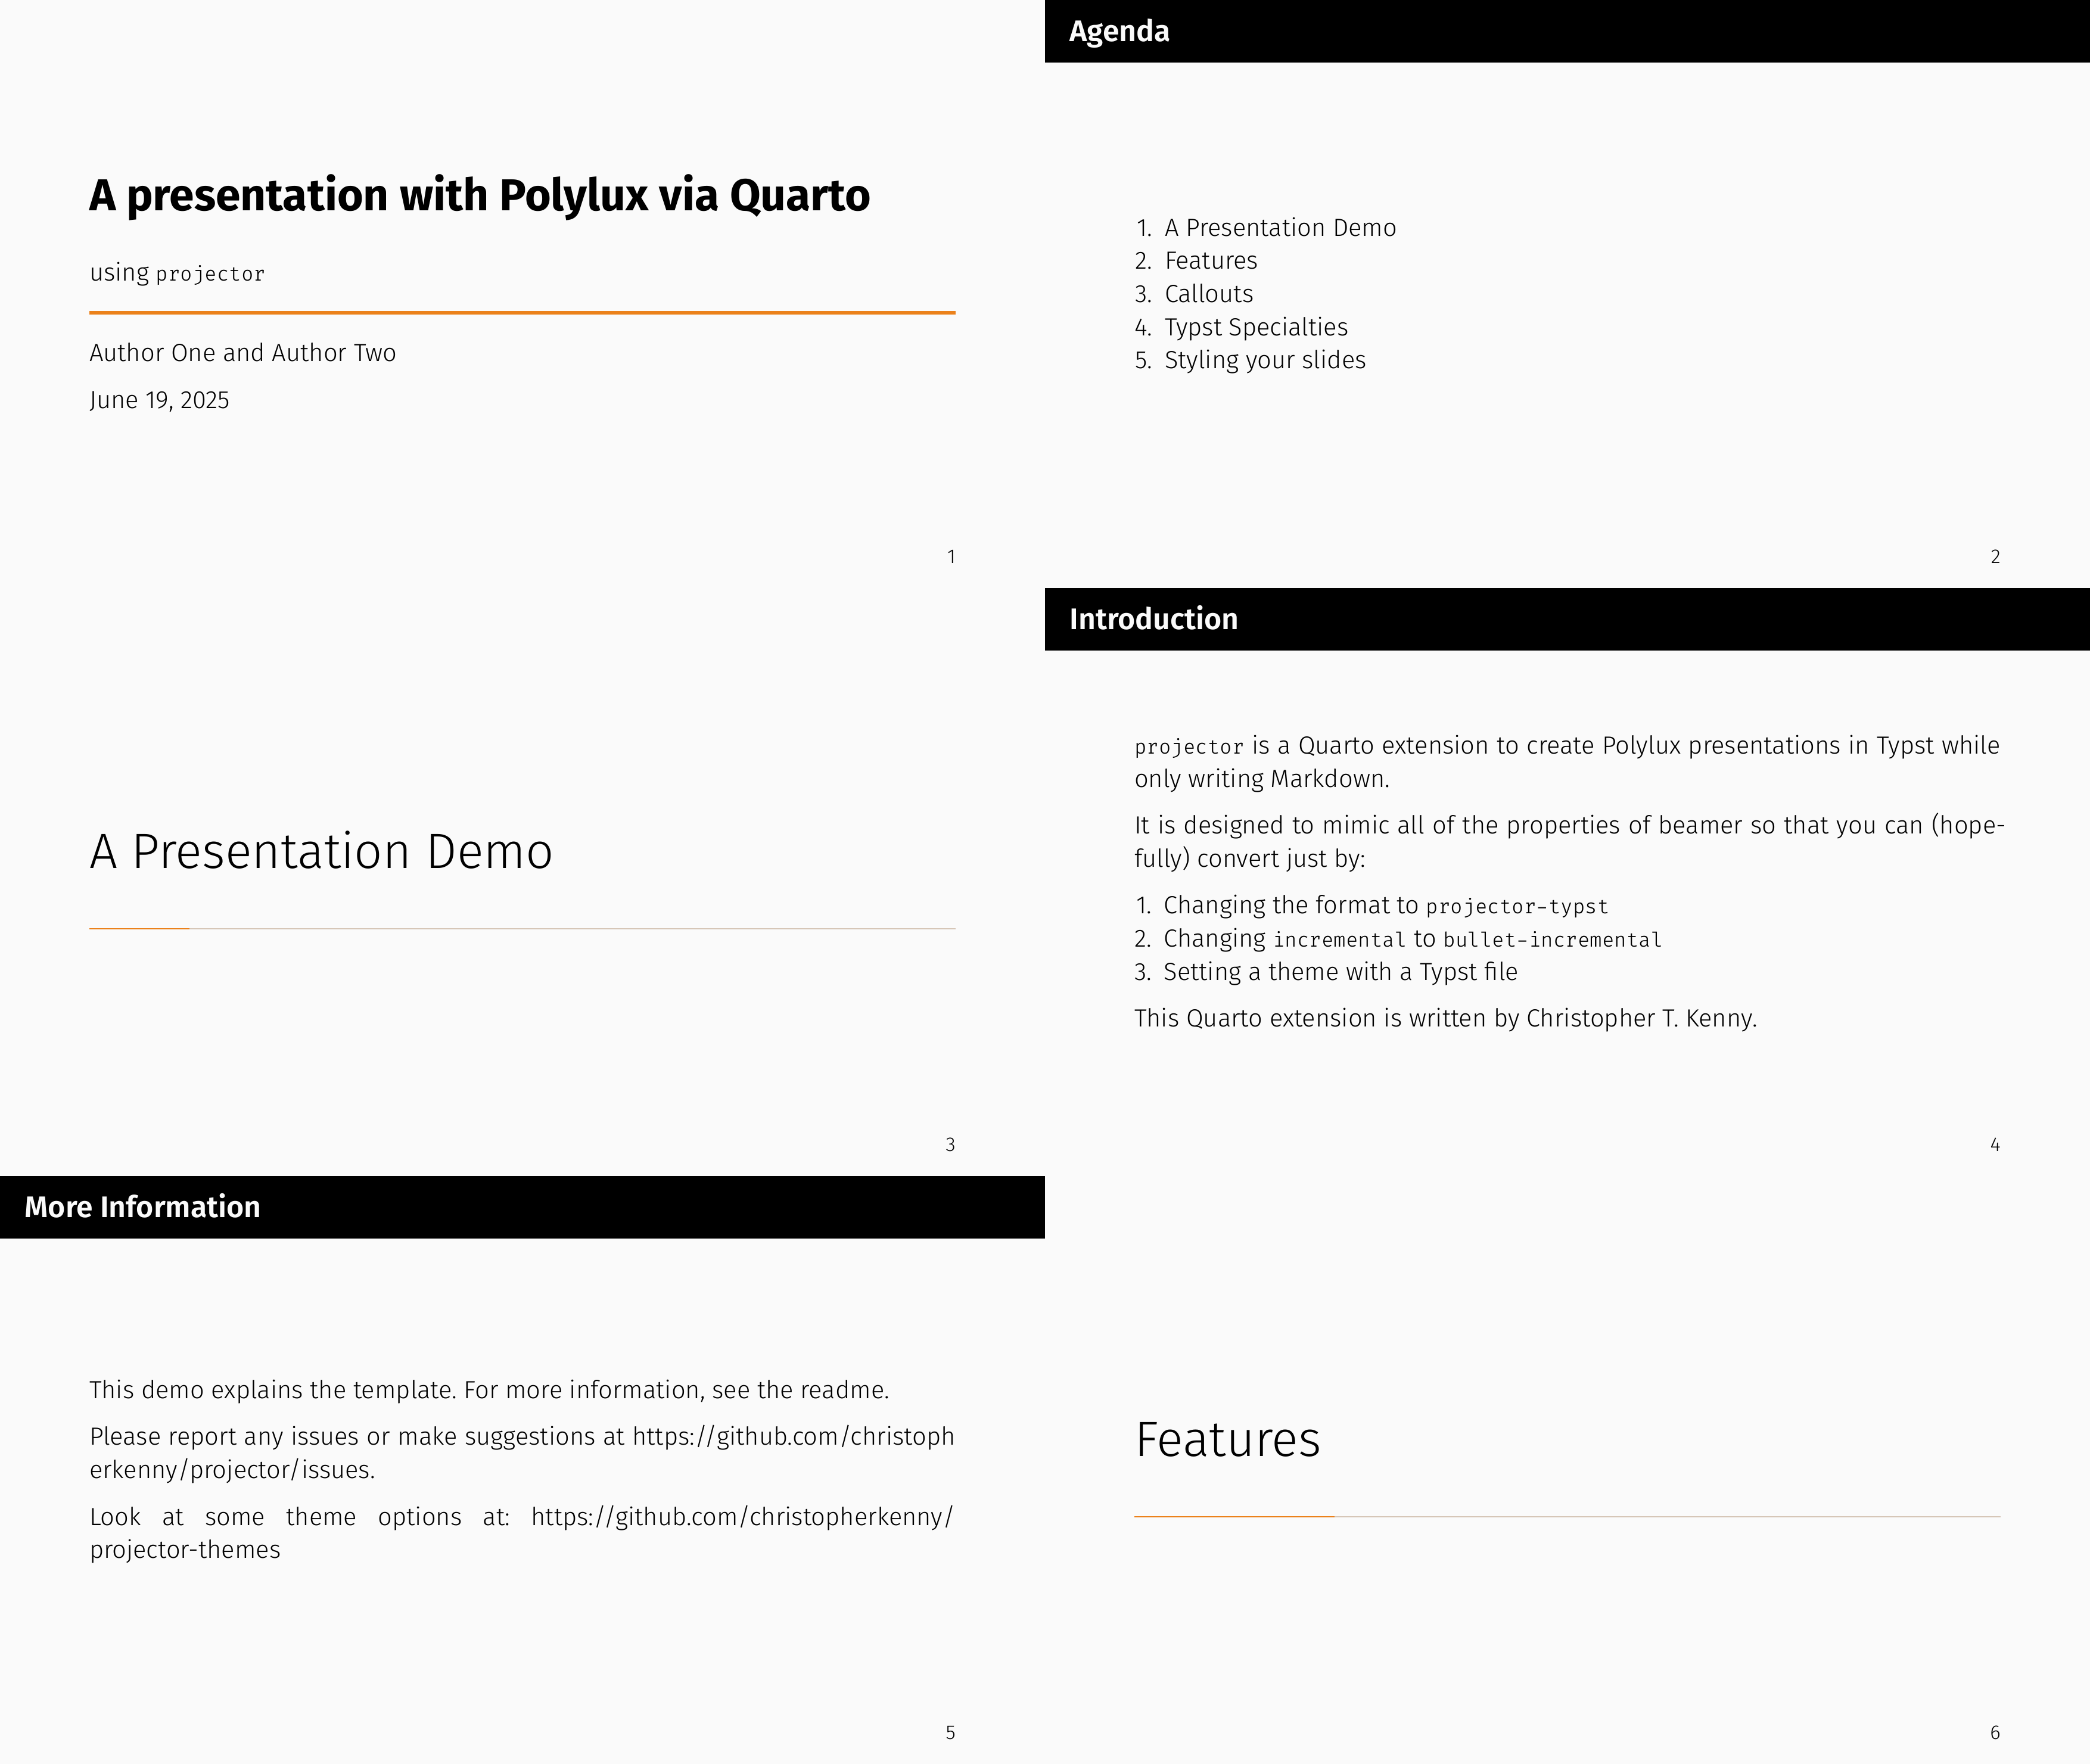 A presentation with Polylux via Quarto
using projector
Author One and Author Two
June 19, 2025
1
Agenda
1. A Presentation Demo
2. Features
3. Callouts
4. Typst Specialties
5. Styling your slides
2
A Presentation Demo
3
Introduction
projector is a Quarto extension to create Polylux presentations in Typst while
only writing Markdown.
It is designed to mimic all of the properties of beamer so that you can (hope-
fully) convert just by:
1. Changing the format to projector-typst
2. Changing incremental to bullet-incremental
3. Setting a theme with a Typst file
This Quarto extension is written by Christopher T. Kenny.
4
More Information
This demo explains the template. For more information, see the readme.
Please report any issues or make suggestions at https://github.com/christoph
erkenny/projector/issues.
Look at some theme options at: https://github.com/christopherkenny/
projector-themes
5
Features
6